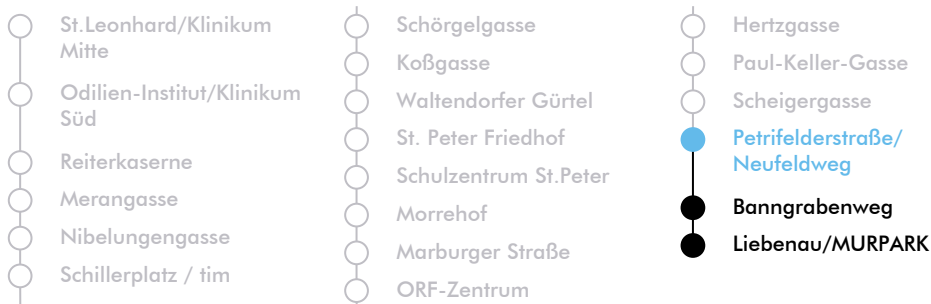 St.Leonhard/Klinikum
Mitte
Odilien-Institut/Klinikum
Süd
Reiterkaserne
Merangasse
Nibelungengasse
Schillerplatz / tim
Schörgelgasse
Koßgasse
Waltendorfer Gürtel
St. Peter Friedhof
Schulzentrum St.Peter
Morrehof
Marburger Straße
ORF-Zentrum
Hertzgasse
Paul-Keller-Gasse
Scheigergasse
Petrifelderstraße/
Neufeldweg
Banngrabenweg
Liebenau/MURPARK